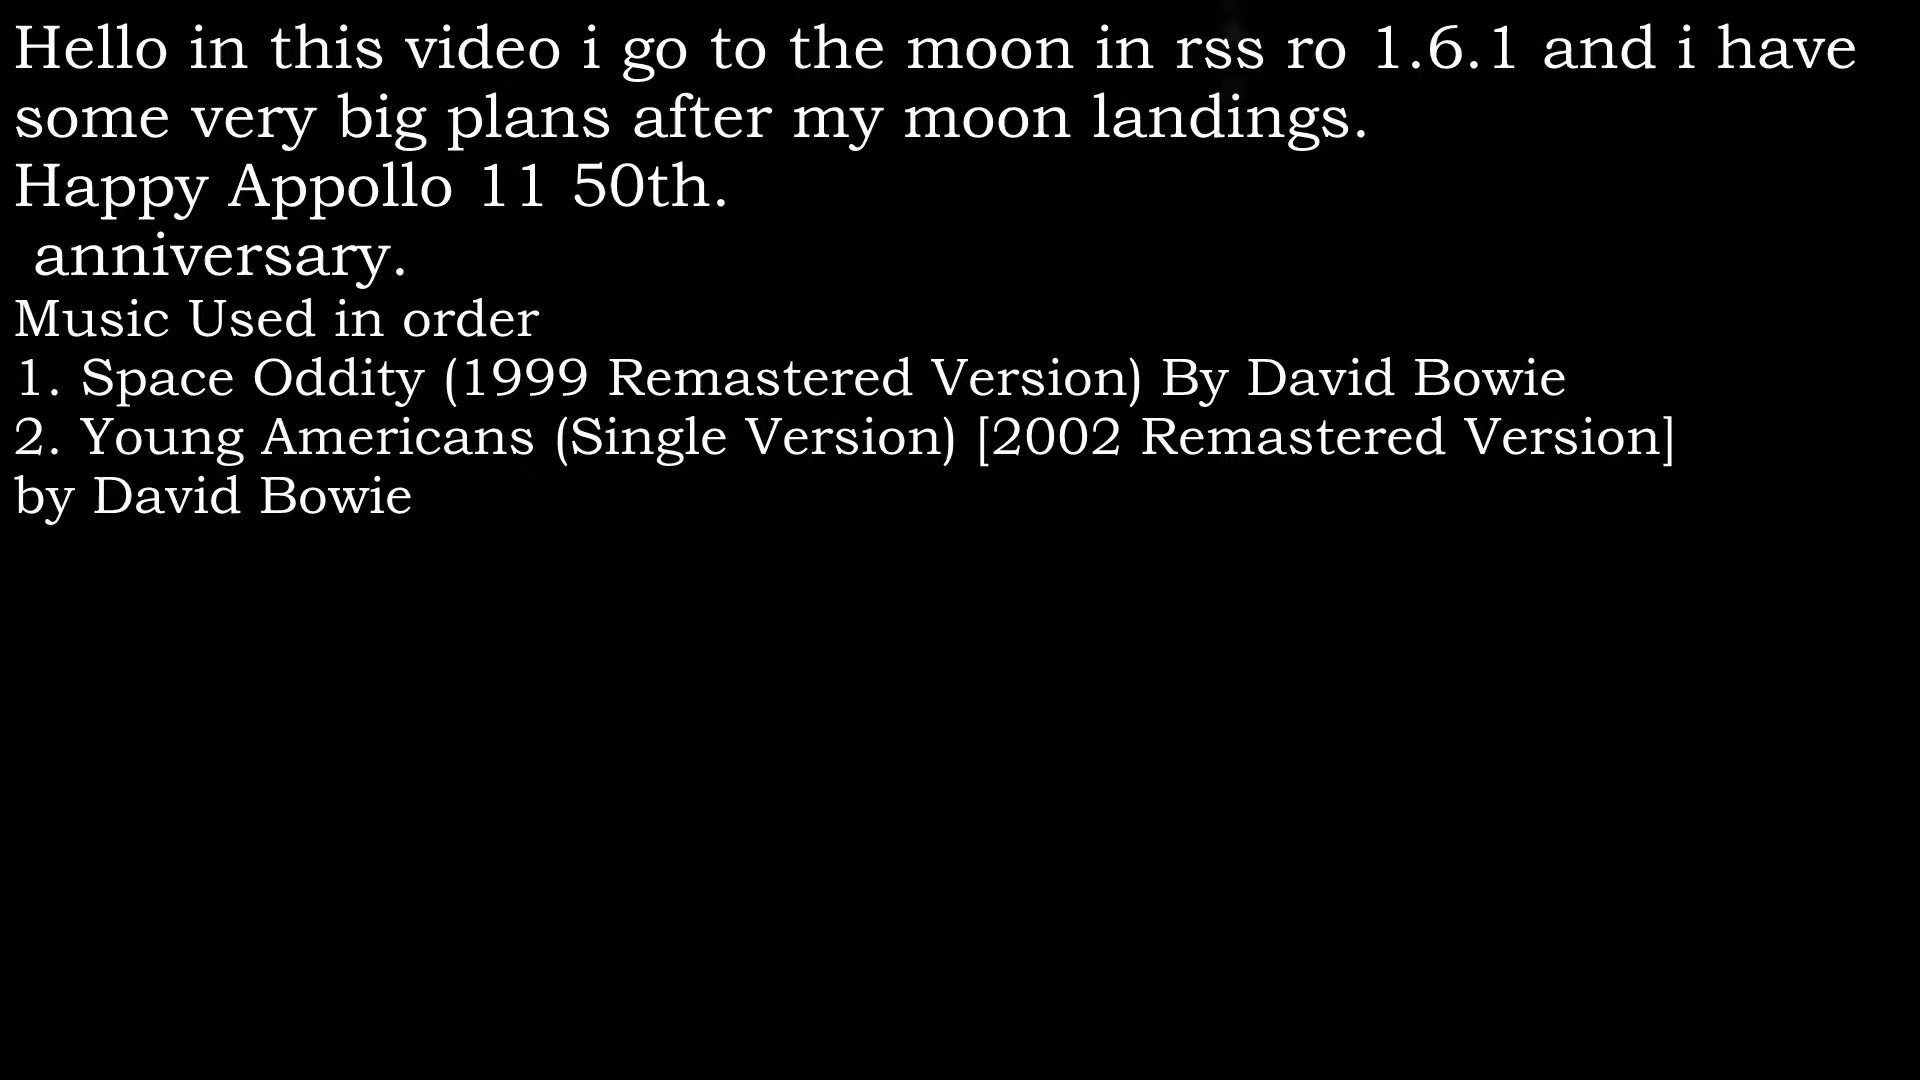 Hello in this video i go to the moon in rss ro 1.6.1 and i have
some very big plans after my moon landings.
Happy Appollo 11 50th.
anniversary.
Music Used in order
1. Space Oddity (1999 Remastered Version) By David Bowie
2. Young Americans (Single Version) [2002 Remastered Version]
by David Bowie